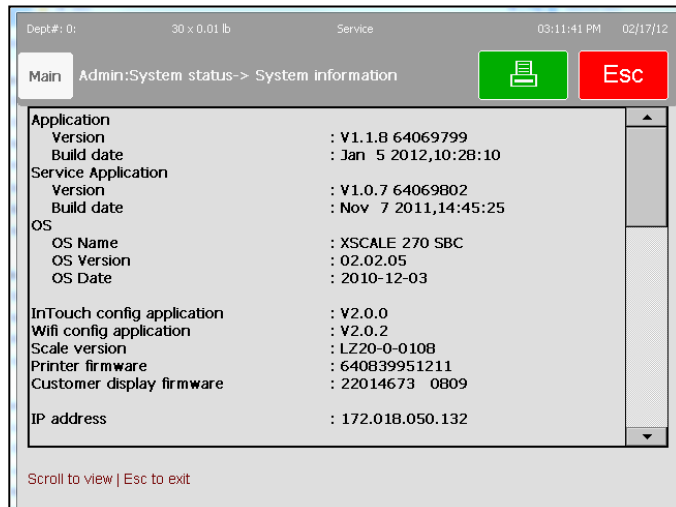 Dept#: 0: 30 x 0.01 lb Service 03:11:41 PM 02/17/12
Main Admin:System status-> System information Esc
Application
Version : V1.1.8 64069799
Build date : Jan 5 2012,10:28:10
Service Application
Version : V1.0.7 64069802
Build date : Nov 7 2011,14:45:25
OS
OS Name : XSCALE 270 SBC
OS Version : 02.02.05
OS Date : 2010-12-03
InTouch config application : V2.0.0
Wifi config application : V2.0.2
Scale version : LZ20-0-0108
Printer firmware : 640839951211
Customer display firmware : 22014673 0809
IP address : 172.018.050.132
Scroll to view | Esc to exit